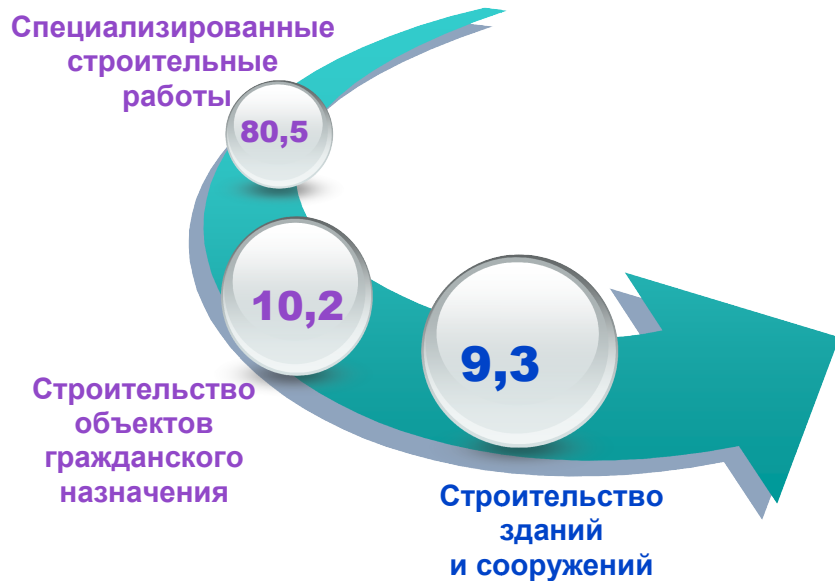 Специализированные
строительные
работы
80,5
10,2
9,3
Строительство
объектов
гражданского
назначения
Строительство
зданий
и сооружений